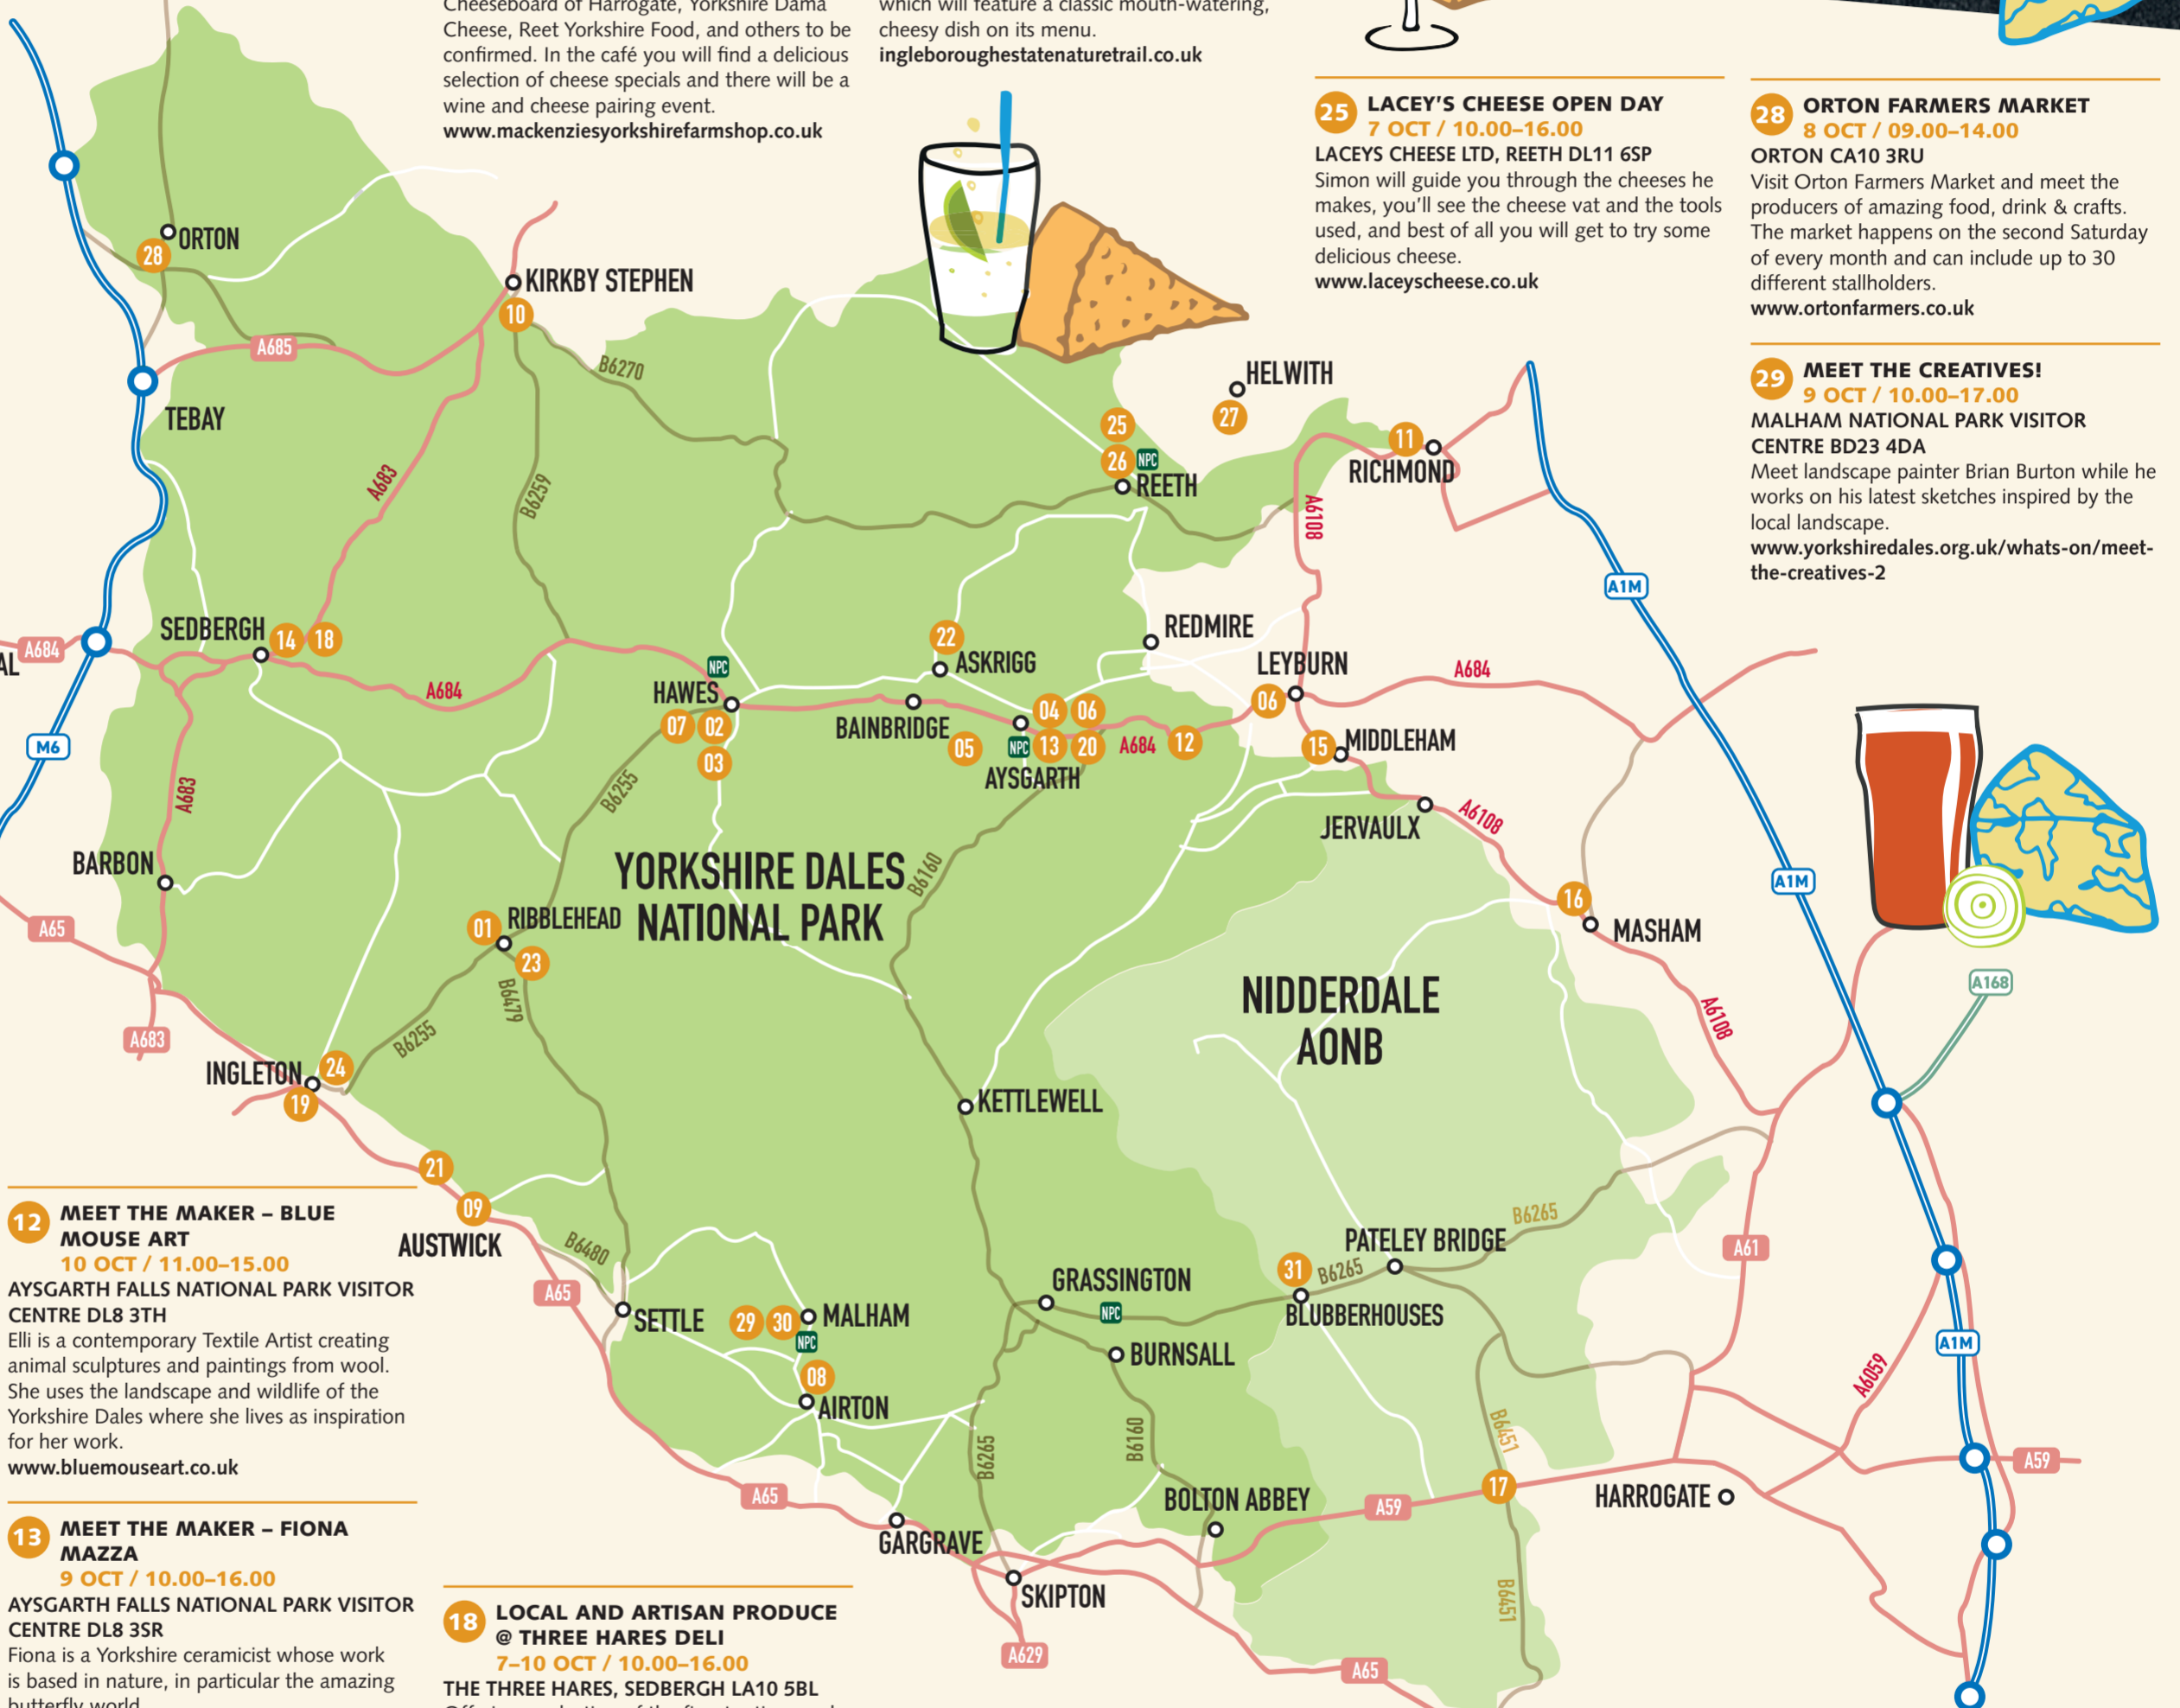 Cheeseboard of Harrogate, Yorkshire Dama
Cheese, Reet Yorkshire Food, and others to be
confirmed. In the café you will find a delicious
selection of cheese specials and there will be a
wine and cheese pairing event.
www.mackenziesyorkshirefarmshop.co.uk
which will feature a classic mouth-watering,
cheesy dish on its menu.
ingleboroughestatenaturetrail.co.uk
25 LACEY'S CHEESE OPEN DAY
7 OCT / 10.00–16.00
LACEYS CHEESE LTD, REETH DL11 6SP
Simon will guide you through the cheeses he
makes, you'll see the cheese vat and the tools
used, and best of all you will get to try some
delicious cheese.
www.laceyscheese.co.uk
28 ORTON FARMERS MARKET
8 OCT / 09.00–14.00
ORTON CA10 3RU
Visit Orton Farmers Market and meet the
producers of amazing food, drink & crafts.
The market happens on the second Saturday
of every month and can include up to 30
different stallholders.
www.ortonfarmers.co.uk
29 MEET THE CREATIVES!
9 OCT / 10.00–17.00
MALHAM NATIONAL PARK VISITOR
CENTRE BD23 4DA
Meet landscape painter Brian Burton while he
works on his latest sketches inspired by the
local landscape.
www.yorkshiredales.org.uk/whats-on/meet-
the-creatives-2
ORTON
28
KIRKBY STEPHEN
10
A685
B6270
TEBAY
HELWITH
27
25
26 NPC
REETH
11
RICHMOND
A683
B6259
A6108
A1M
SEDBERGH 14 18
A684
AL
REDMIRE
22
ASKRIGG
LEYBURN
A684
NPC
HAWES
A684
07 02
03
BAINBRIDGE
05
04 06
NPC 13 20
A684
12
06
AYSGARTH
15 MIDDLEHAM
M6
A683
B6255
JERVAULX
A6108
BARBON
YORKSHIRE DALES
NATIONAL PARK
B6160
A1M
16
MASHAM
A65
01 RIBBLEHEAD
23
B6479
NIDDERDALE
AONB
A168
A6108
A683
B6255
INGLETON 24
19
KETTLEWELL
21
09
AUSTWICK
B6480
A65
SETTLE
29 30 MALHAM
NPC
08
AIRTON
GRASSINGTON
NPC
BURNSALL
31
B6265
BLUBBERHOUSES
PATELEY BRIDGE
B6265
A61
A1M
A6059
B6265
B6160
B6451
A65
GARGRAVE
BOLTON ABBEY
A59
17
HARROGATE
A59
SKIPTON
A629
B6451
A65
12 MEET THE MAKER – BLUE
MOUSE ART
10 OCT / 11.00–15.00
AYSGARTH FALLS NATIONAL PARK VISITOR
CENTRE DL8 3TH
Elli is a contemporary Textile Artist creating
animal sculptures and paintings from wool.
She uses the landscape and wildlife of the
Yorkshire Dales where she lives as inspiration
for her work.
www.bluemouseart.co.uk
13 MEET THE MAKER – FIONA
MAZZA
9 OCT / 10.00–16.00
AYSGARTH FALLS NATIONAL PARK VISITOR
CENTRE DL8 3SR
Fiona is a Yorkshire ceramicist whose work
is based in nature, in particular the amazing
butterfly world
18 LOCAL AND ARTISAN PRODUCE
@ THREE HARES DELI
7–10 OCT / 10.00–16.00
THE THREE HARES, SEDBERGH LA10 5BL